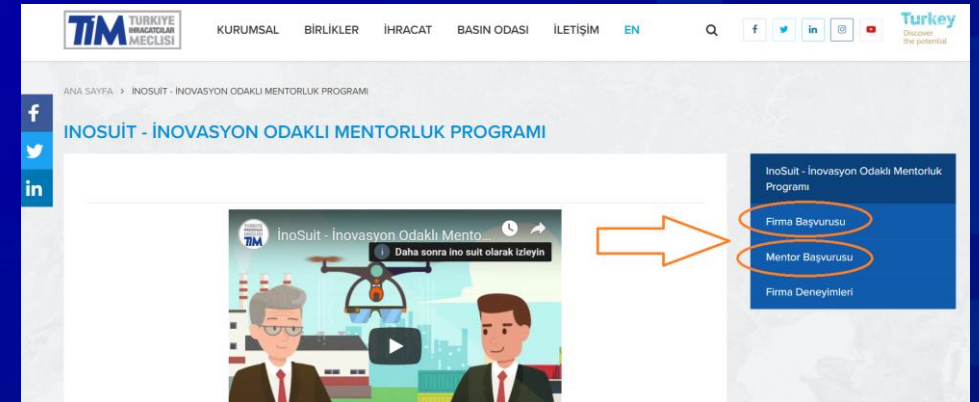 TİM TÜRKİYE
İHRACATÇILAR
MECLİSİ
KURUMSAL BİRLİKLER İHRACAT BASIN ODASI İLETİŞİM EN
Turkey
Discover
the potential
ANA SAYFA > İNOSUİT - İNOVASYON ODAKLI MENTORLUK PROGRAMI
INOSUİT - İNOVASYON ODAKLI MENTORLUK PROGRAMI
InoSuit - İnovasyon Odaklı Mento...
Daha sonra ino suit olarak izleyin
InoSuit - İnovasyon Odaklı Mentorluk
Programı
Firma Başvurusu
Mentor Başvurusu
Firma Deneyimleri